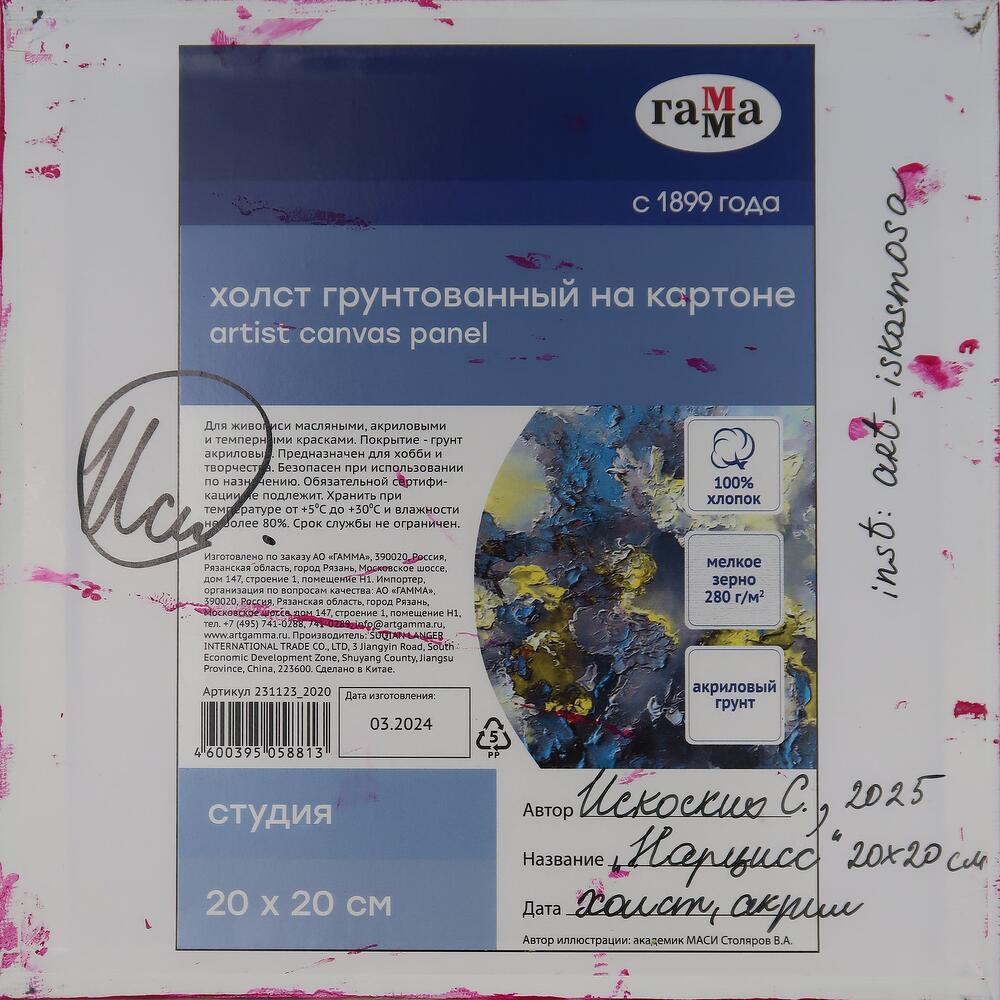 гамма
с 1899 года
холст грунтованный на картоне
artist canvas panel
Для живописи масляными, акриловыми
и темперными красками. Покрытие - грунт
акриловый. Предназначен для хобби и
творчества. Безопасен при использовании
по назначению. Обязательной сертифи-
кации не подлежит. Хранить при
температуре от +5°С до +30°С и влажности
не более 80%. Срок службы не ограничен.
Изготовлено по заказу АО «ГАММА», 390020, Россия,
Рязанская область, город Рязань, Московское шоссе,
дом 147, строение 1, помещение Н1. Импортер,
организация по вопросам качества: АО «ГАММА»,
390020, Россия, Рязанская область, город Рязань,
Московское шоссе, дом 147, строение 1, помещение Н1,
тел. +7 (495) 741-0288, 741-0289, info@artgamma.ru,
www.artgamma.ru. Производитель: SUQIAN LANGER
INTERNATIONAL TRADE CO., LTD, 3 Jiangyin Road, South
Economic Development Zone, Shuyang County, Jiangsu
Province, China, 223600. Сделано в Китае.
Артикул 231123_2020
4 600395 058813
Дата изготовления:
03.2024
5
PP
100%
хлопок
мелкое
зерно
280 г/м²
акриловый
грунт
студия
20 x 20 см
Автор Искоскин С., 2025
Название „Нарцисс“ 20х20 см
Дата холст, акрил
Автор иллюстрации: академик МАСИ Столяров В.А.
inst: art_iskosmosa